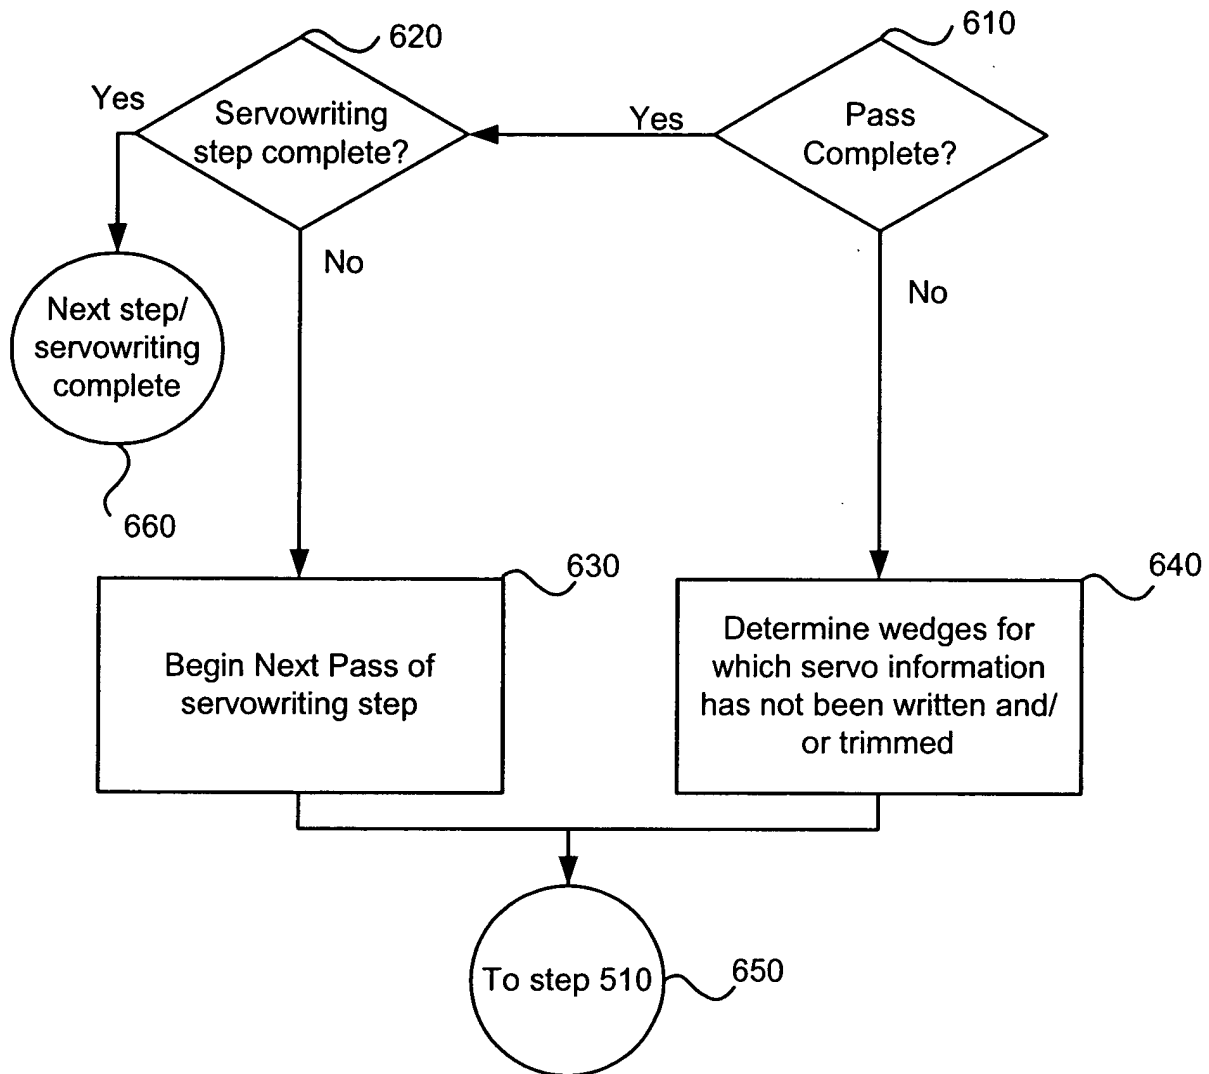 620
610
Yes
Servowriting
step complete?
Yes
Pass
Complete?
No
No
Next step/
servowriting
complete
660
630
640
Begin Next Pass of
servowriting step
Determine wedges for
which servo information
has not been written and/
or trimmed
To step 510
650